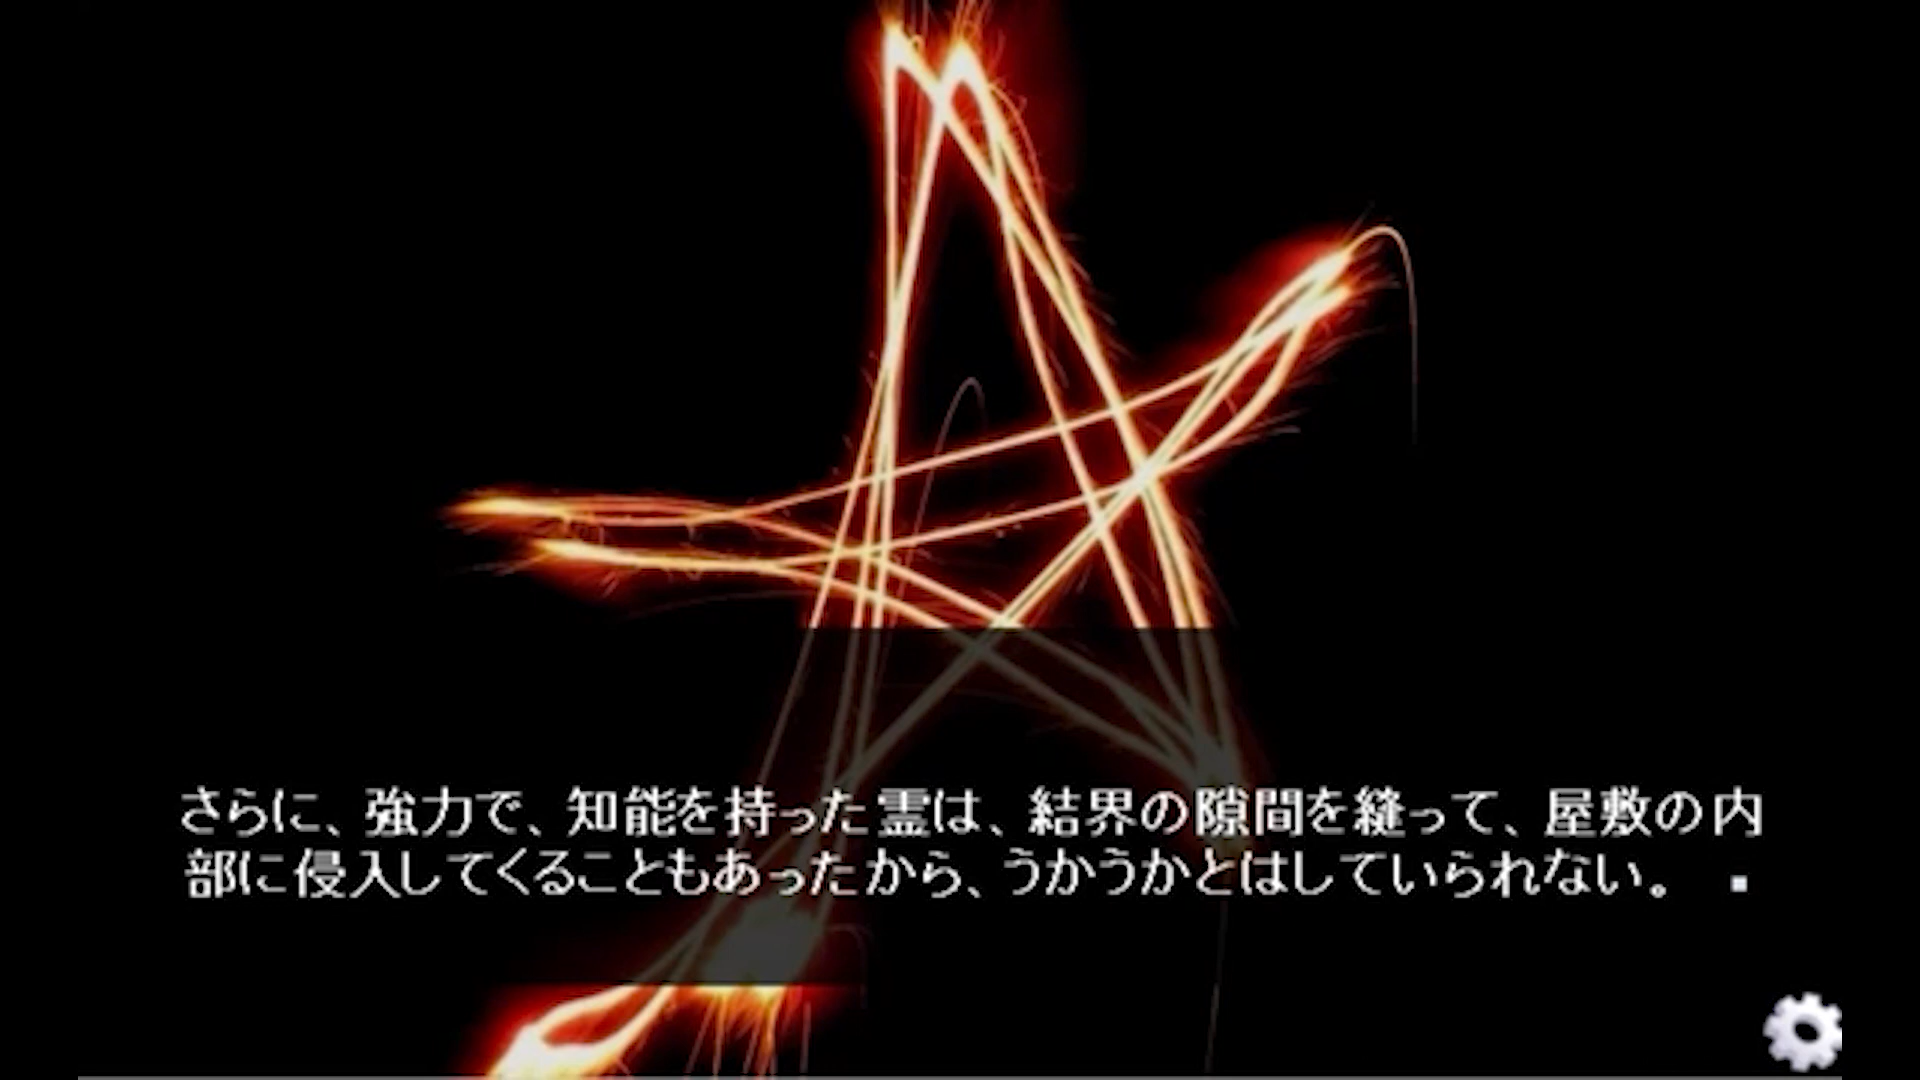 さらに、強力で、知能を持った霊は、結界の隙間を縫って、屋敷の内
部に侵入してくることもあったから、うかうかとはしていられない。